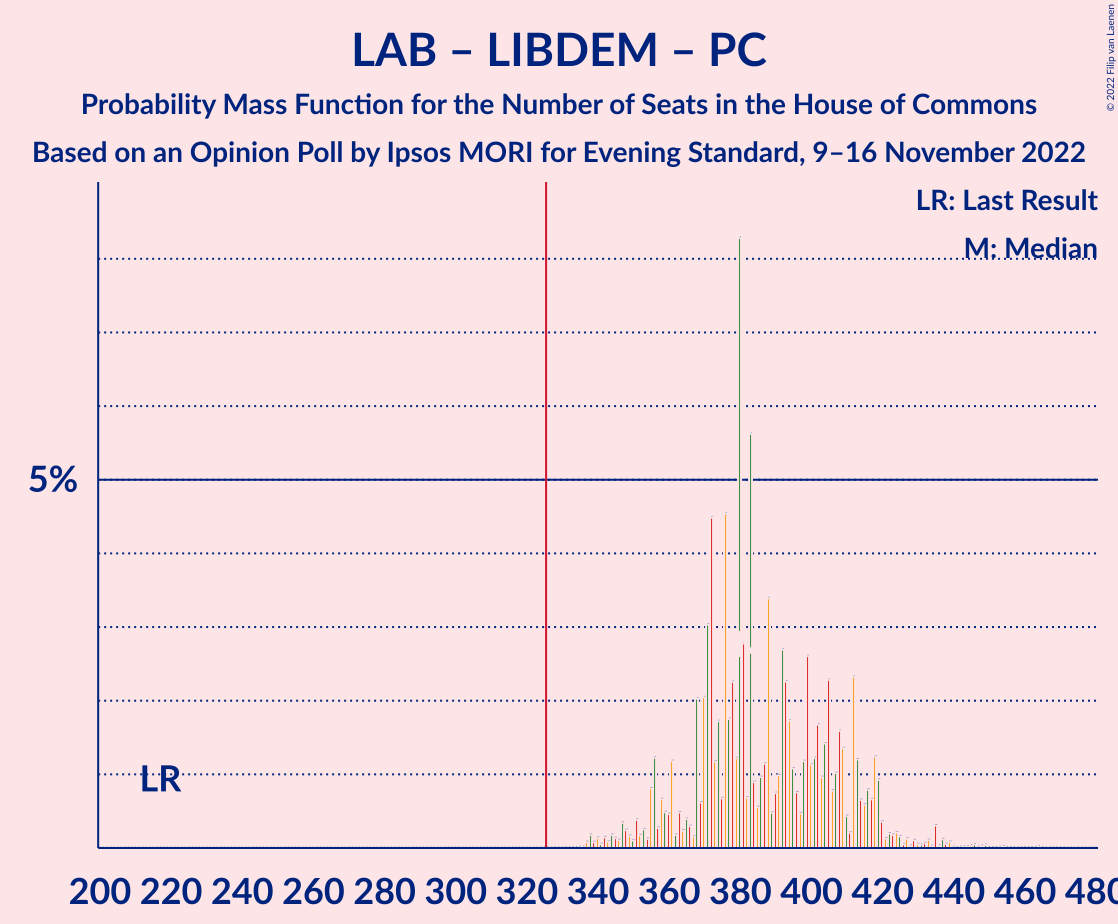 LAB – LIBDEM – PC
Probability Mass Function for the Number of Seats in the House of Commons
Based on an Opinion Poll by Ipsos MORI for Evening Standard, 9–16 November 2022
© 2022 Filip van Laenen
LR: Last Result
M: Median
5%
LR
200 220 240 260 280 300 320 340 360 380 400 420 440 460 480